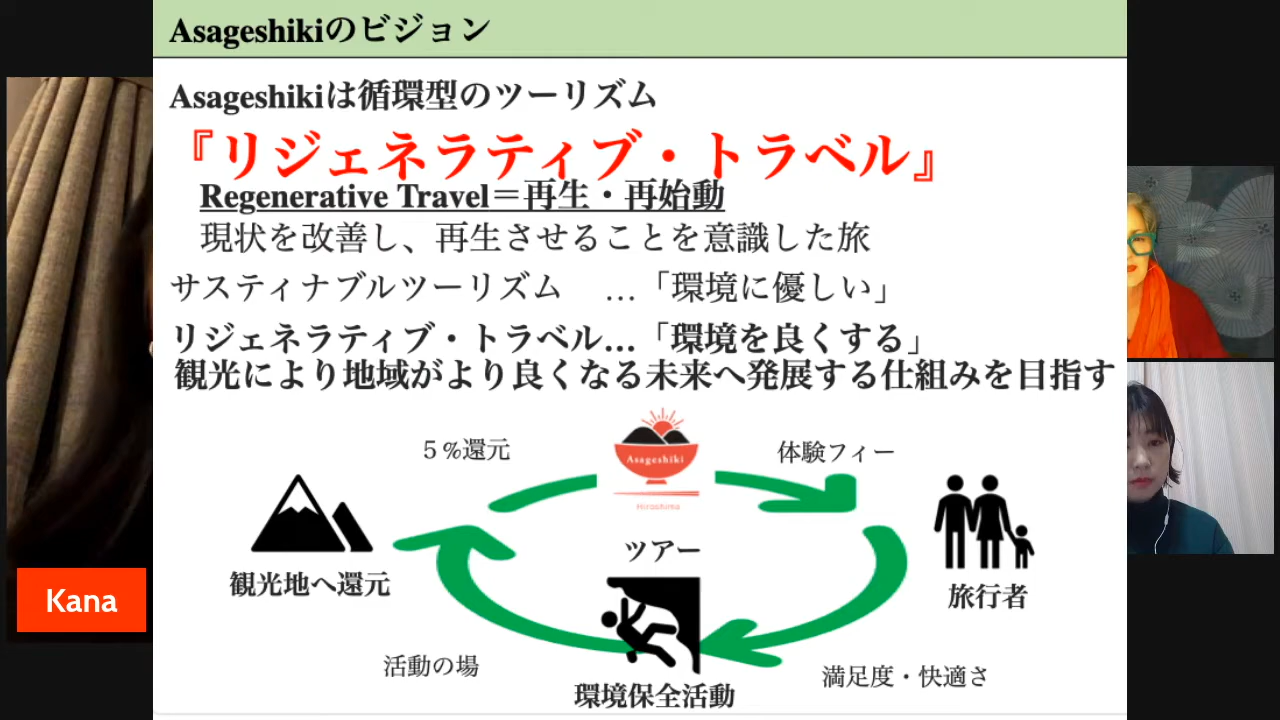 Asageshikiのビジョン
Asageshikiは循環型のツーリズム
『リジェネラティブ・トラベル』
Regenerative Travel＝再生・再始動
現状を改善し、再生させることを意識した旅
サスティナブルツーリズム　…「環境に優しい」
リジェネラティブ・トラベル…「環境を良くする」
観光により地域がより良くなる未来へ発展する仕組みを目指す
５%還元
Asageshiki
Hiroshima
体験フィー
ツアー
観光地へ還元
旅行者
活動の場
満足度・快適さ
環境保全活動
Kana